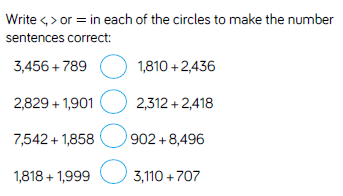 Write <, > or = in each of the circles to make the number
sentences correct:
3,456 + 789 1,810 + 2,436
2,829 + 1,901 2,312 + 2,418
7,542 + 1,858 902 + 8,496
1,818 + 1,999 3,110 + 707